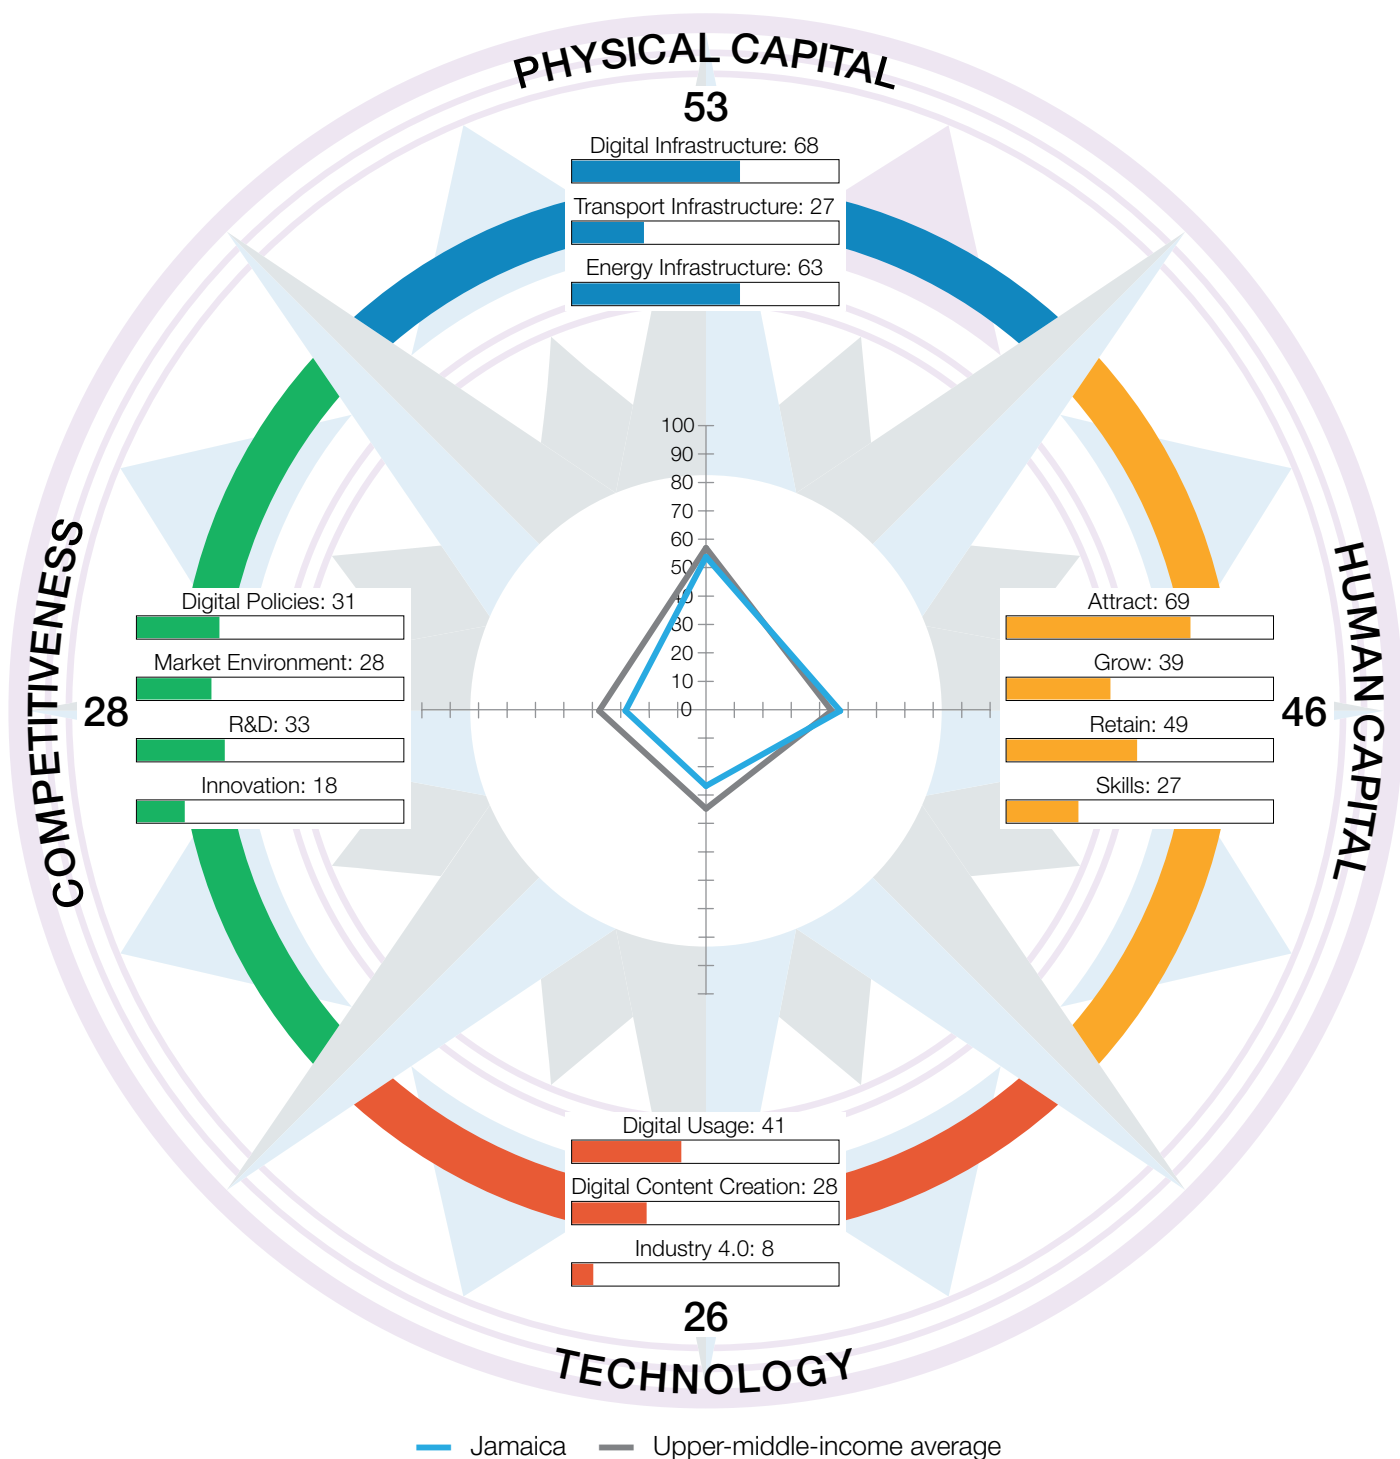 PHYSICAL CAPITAL
53
Digital Infrastructure: 68
Transport Infrastructure: 27
Energy Infrastructure: 63
100
90
80
70
60
50
40
30
20
10
0
COMPETITIVENESS
28
Digital Policies: 31
Market Environment: 28
R&D: 33
Innovation: 18
HUMAN CAPITAL
46
Attract: 69
Grow: 39
Retain: 49
Skills: 27
Digital Usage: 41
Digital Content Creation: 28
Industry 4.0: 8
26
TECHNOLOGY
Jamaica
Upper-middle-income average